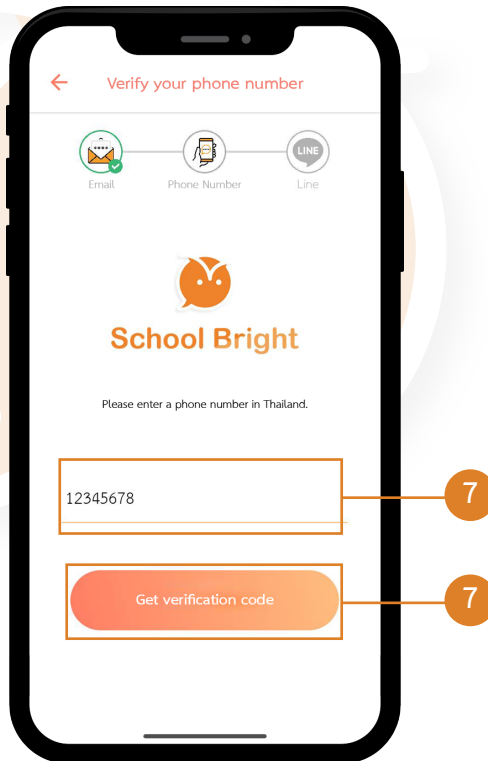 Verify your phone number
LINE
Email Phone Number Line
School Bright
Please enter a phone number in Thailand.
12345678
7
Get verification code
7